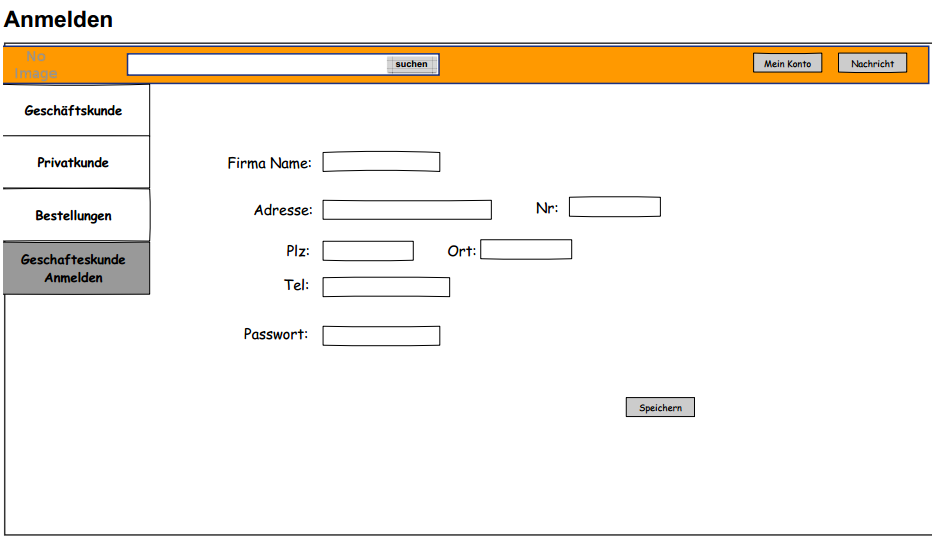 Anmelden
No
Image
suchen
Mein Konto
Nachricht
Geschäftskunde
Privatkunde
Bestellungen
Geschafteskunde
Anmelden
Firma Name:
Adresse:
Nr:
Plz:
Ort:
Tel:
Passwort:
Speichern